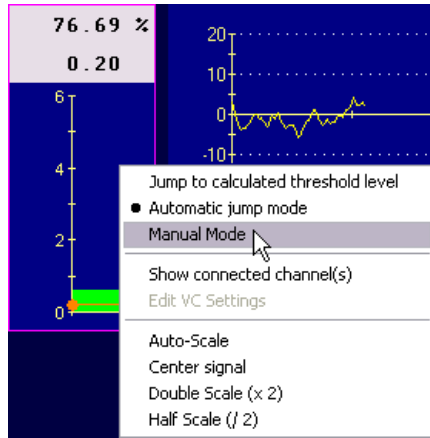 76.69 %
0.20
6
4
2
0
20
10
0
-10
Jump to calculated threshold level
Automatic jump mode
Manual Mode
Show connected channel(s)
Edit VC Settings
Auto-Scale
Center signal
Double Scale (x 2)
Half Scale (/ 2)